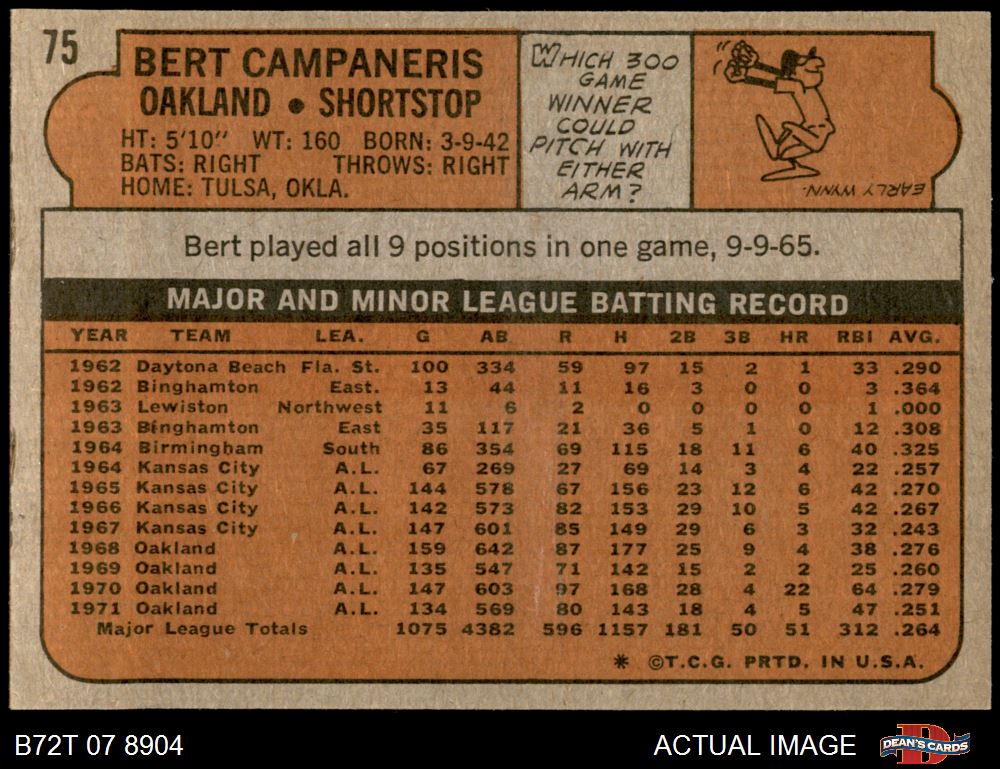 75
BERT CAMPANERIS
OAKLAND • SHORTSTOP
HT: 5'10" WT: 160 BORN: 3-9-42
BATS: RIGHT THROWS: RIGHT
HOME: TULSA, OKLA.
WHICH 300
GAME
WINNER
COULD
PITCH WITH
EITHER
ARM?
EARLY WYNN.
Bert played all 9 positions in one game, 9-9-65.
MAJOR AND MINOR LEAGUE BATTING RECORD
YEAR TEAM LEA. G AB R H 2B 3B HR RBI AVG.
1962 Daytona Beach Fla. St. 100 334 59 97 15 2 1 33 .290
1962 Binghamton East. 13 44 11 16 3 0 0 3 .364
1963 Lewiston Northwest 11 6 2 0 0 0 0 1 .000
1963 Binghamton East 35 117 21 36 5 1 0 12 .308
1964 Birmingham South 86 354 69 115 18 11 6 40 .325
1964 Kansas City A.L. 67 269 27 69 14 3 4 22 .257
1965 Kansas City A.L. 144 578 67 156 23 12 6 42 .270
1966 Kansas City A.L. 142 573 82 153 29 10 5 42 .267
1967 Kansas City A.L. 147 601 85 149 29 6 3 32 .243
1968 Oakland A.L. 159 642 87 177 25 9 4 38 .276
1969 Oakland A.L. 135 547 71 142 15 2 2 25 .260
1970 Oakland A.L. 147 603 97 168 28 4 22 64 .279
1971 Oakland A.L. 134 569 80 143 18 4 5 47 .251
Major League Totals 1075 4382 596 1157 181 50 51 312 .264
* ©T.C.G. PRTD. IN U.S.A.
B72T 07 8904
ACTUAL IMAGE
DEAN'S CARDS